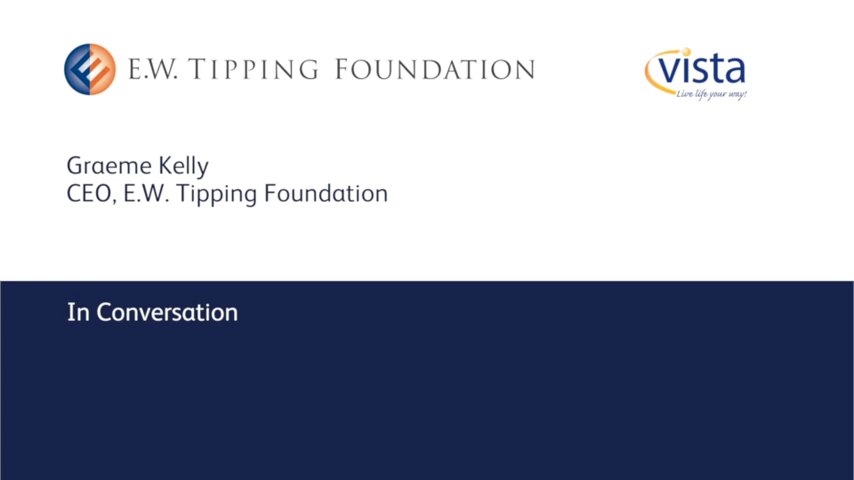 E.W. TIPPING FOUNDATION
vista
Live life your way!
Graeme Kelly
CEO, E.W. Tipping Foundation
In Conversation